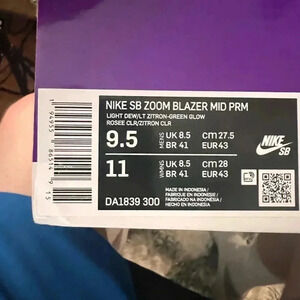 NIKE SB ZOOM BLAZER MID PRM
LIGHT DEW/LT ZITRON-GREEN GLOW
ROSEE CLR/ZITRON CLR
9.5 MENS UK 8.5 CM 27.5
BR 41 EUR 43
11 WMNS UK 8.5 CM 28
BR 41 EUR 43
NIKE
SB
DA1839 300
MADE IN INDONESIA/
FABRIQUE EN INDONESIE/
FABRICADO A INDONESIA/
HECHO EN INDONESIA